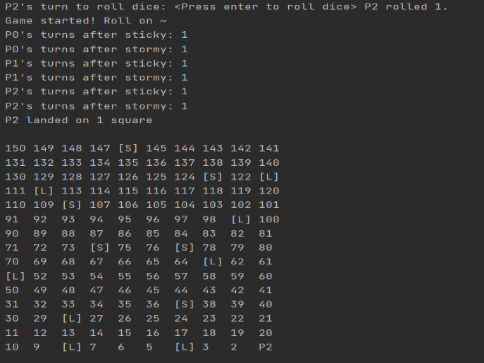 P2's turn to roll dice: <Press enter to roll dice> P2 rolled 1.
Game started! Roll on ~
P0's turns after sticky: 1
P0's turns after stormy: 1
P1's turns after sticky: 1
P1's turns after stormy: 1
P2's turns after sticky: 1
P2's turns after stormy: 1
P2 landed on 1 square
150 149 148 147 [S] 145 144 143 142 141
131 132 133 134 135 136 137 138 139 140
130 129 128 127 126 125 124 [S] 122 [L]
111 [L] 113 114 115 116 117 118 119 120
110 109 [S] 107 106 105 104 103 102 101
91 92 93 94 95 96 97 98 [L] 100
90 89 88 87 86 85 84 83 82 81
71 72 73 [S] 75 76 [S] 78 79 80
70 69 68 67 66 65 64 [L] 62 61
[L] 52 53 54 55 56 57 58 59 60
50 49 48 47 46 45 44 43 42 41
31 32 33 34 35 36 [S] 38 39 40
30 29 [L] 27 26 25 24 23 22 21
11 12 13 14 15 16 17 18 19 20
10 9 [L] 7 6 5 [L] 3 2 P2